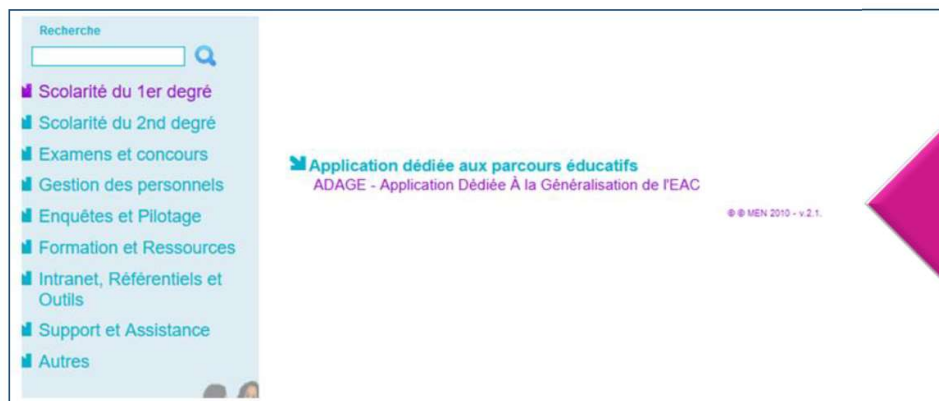 Recherche
Scolarité du 1er degré
Scolarité du 2nd degré
Examens et concours
Gestion des personnels
Enquêtes et Pilotage
Formation et Ressources
Intranet, Référentiels et
Outils
Support et Assistance
Autres
Application dédiée aux parcours éducatifs
ADAGE - Application Dédiée À la Généralisation de l'EAC
© © MEN 2010 - v.2.1.